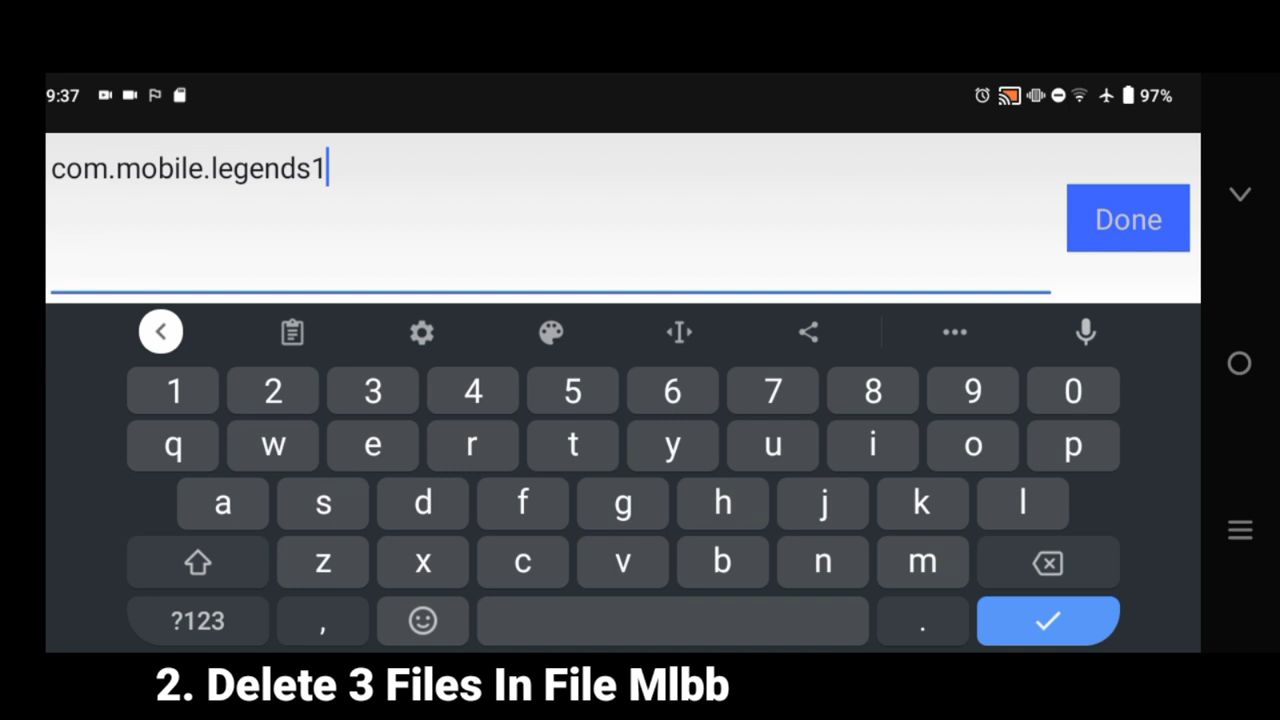 9:37
97%
com.mobile.legends1
Done
1 2 3 4 5 6 7 8 9 0
q w e r t y u i o p
a s d f g h j k l
z x c v b n m
?123 , .
2. Delete 3 Files In File Mlbb